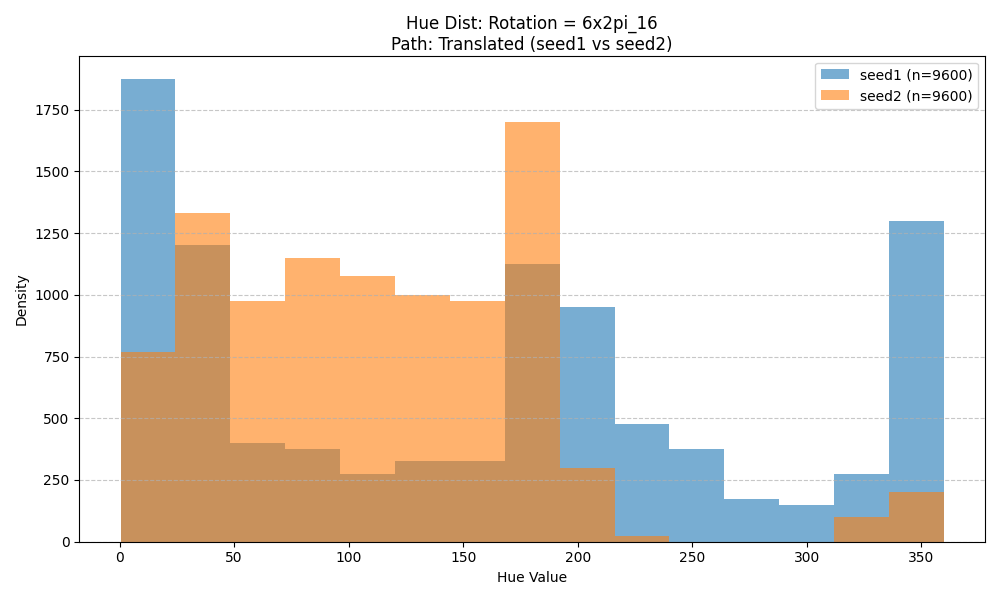 Hue Dist: Rotation = 6x2pi_16
Path: Translated (seed1 vs seed2)
seed1 (n=9600)
seed2 (n=9600)
Density
1750
1500
1250
1000
750
500
250
0
0 50 100 150 200 250 300 350
Hue Value